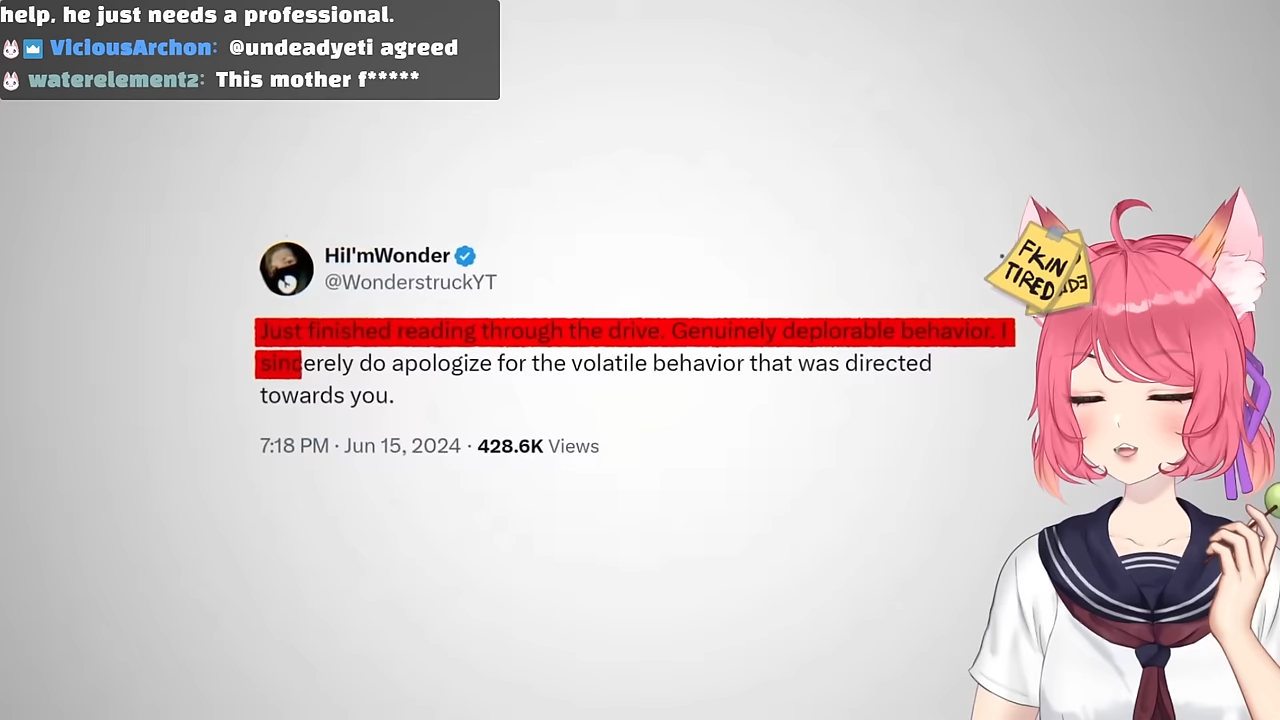 help, he just needs a professional.
ViciousArchon: @undeadyeti agreed
waterelement2: This mother f*****
Hil'mWonder
@WonderstruckYT
FKIN
TIRED
Just finished reading through the drive. Genuinely deplorable behavior. I
sincerely do apologize for the volatile behavior that was directed
towards you.
7:18 PM · Jun 15, 2024 · 428.6K Views